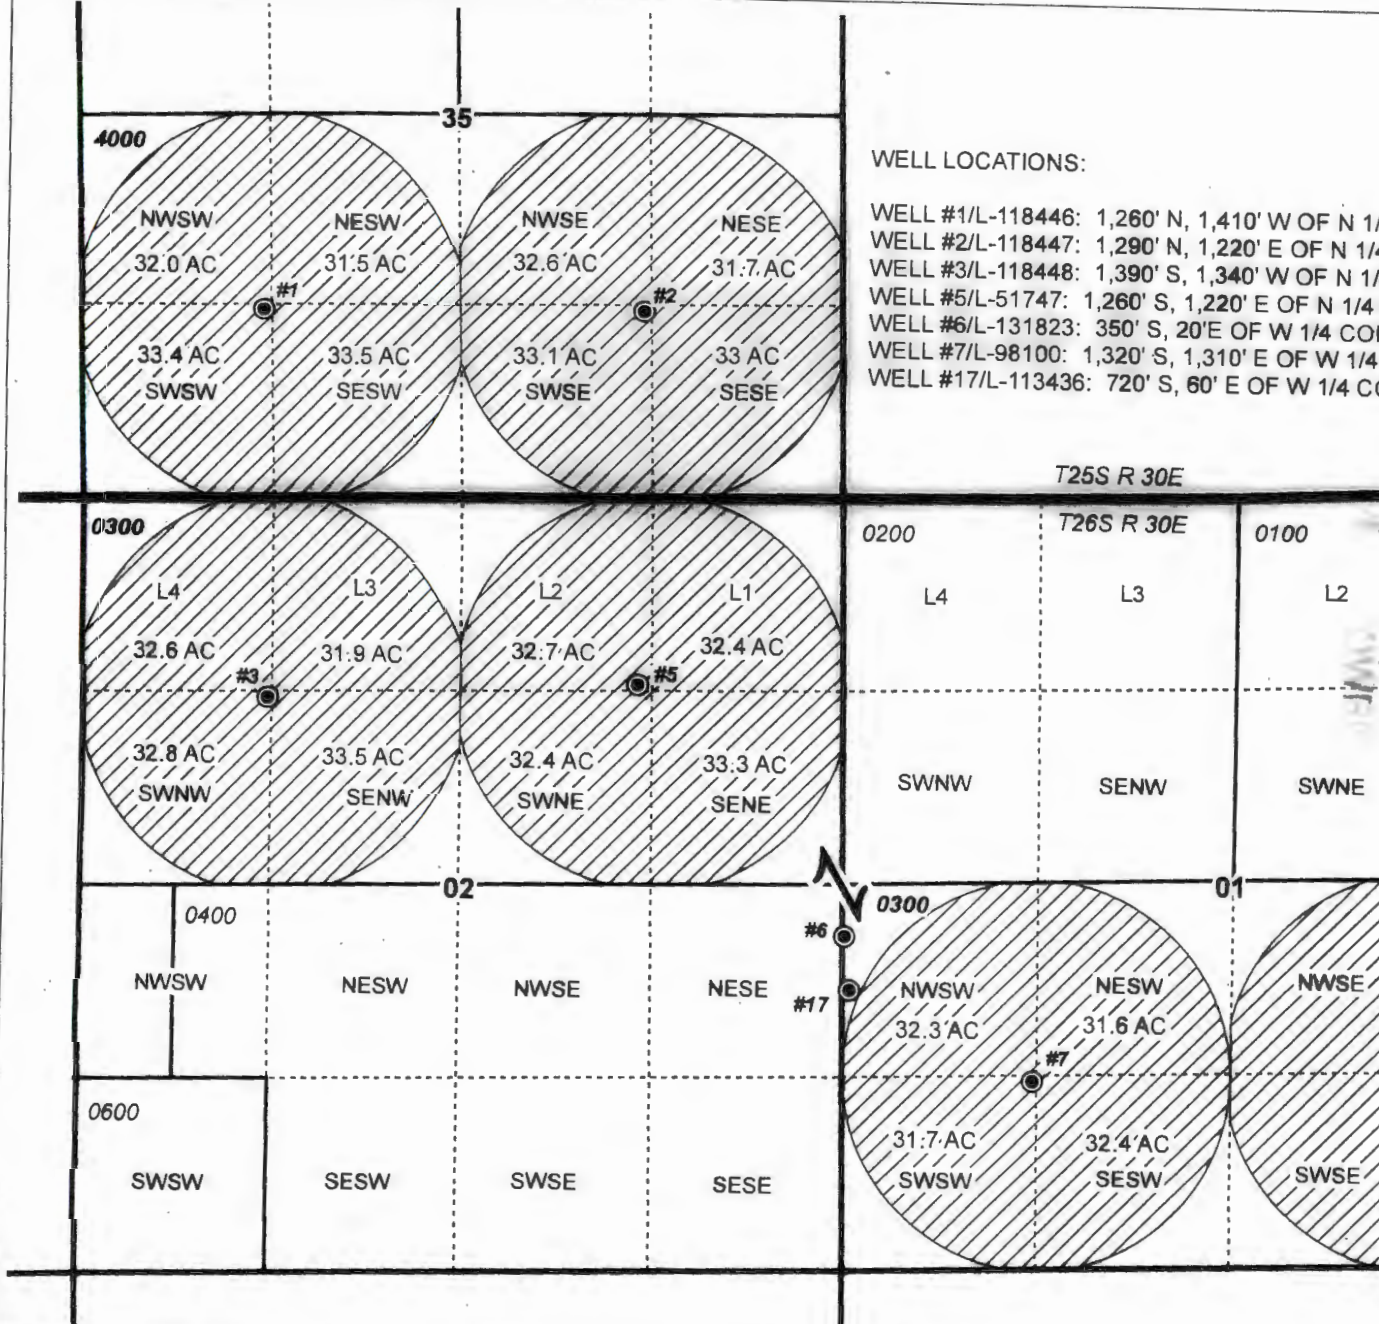 35
4000
WELL LOCATIONS:
NWSW NESW NWSE NESE
32.0 AC 31.5 AC 32.6 AC 31.7 AC
#1 #2
33.4 AC 33.5 AC 33.1 AC 33 AC
SWSW SESW SWSE SESE
WELL #1/L-118446: 1,260' N, 1,410' W OF N 1/
WELL #2/L-118447: 1,290' N, 1,220' E OF N 1/4
WELL #3/L-118448: 1,390' S, 1,340' W OF N 1/
WELL #5/L-51747: 1,260' S, 1,220' E OF N 1/4
WELL #6/L-131823: 350' S, 20'E OF W 1/4 CO
WELL #7/L-98100: 1,320' S, 1,310' E OF W 1/4
WELL #17/L-113436: 720' S, 60' E OF W 1/4 CO
T25S R 30E
T26S R 30E
0300 0200 0100
L4 L3 L2 L1 L4 L3 L2
32.6 AC 31.9 AC 32.7 AC 32.4 AC
#3 #5
32.8 AC 33.5 AC 32.4 AC 33.3 AC
SWNW SENW SWNE SENE SWNW SENW SWNE
02 01
0400 0300
#6
NWSW NESW NWSE NESE #17 NWSW NESW NWSE
32.3 AC 31.6 AC
#7
0600
31.7 AC 32.4 AC
SWSW SESW SWSE SESE SWSW SESW SWSE